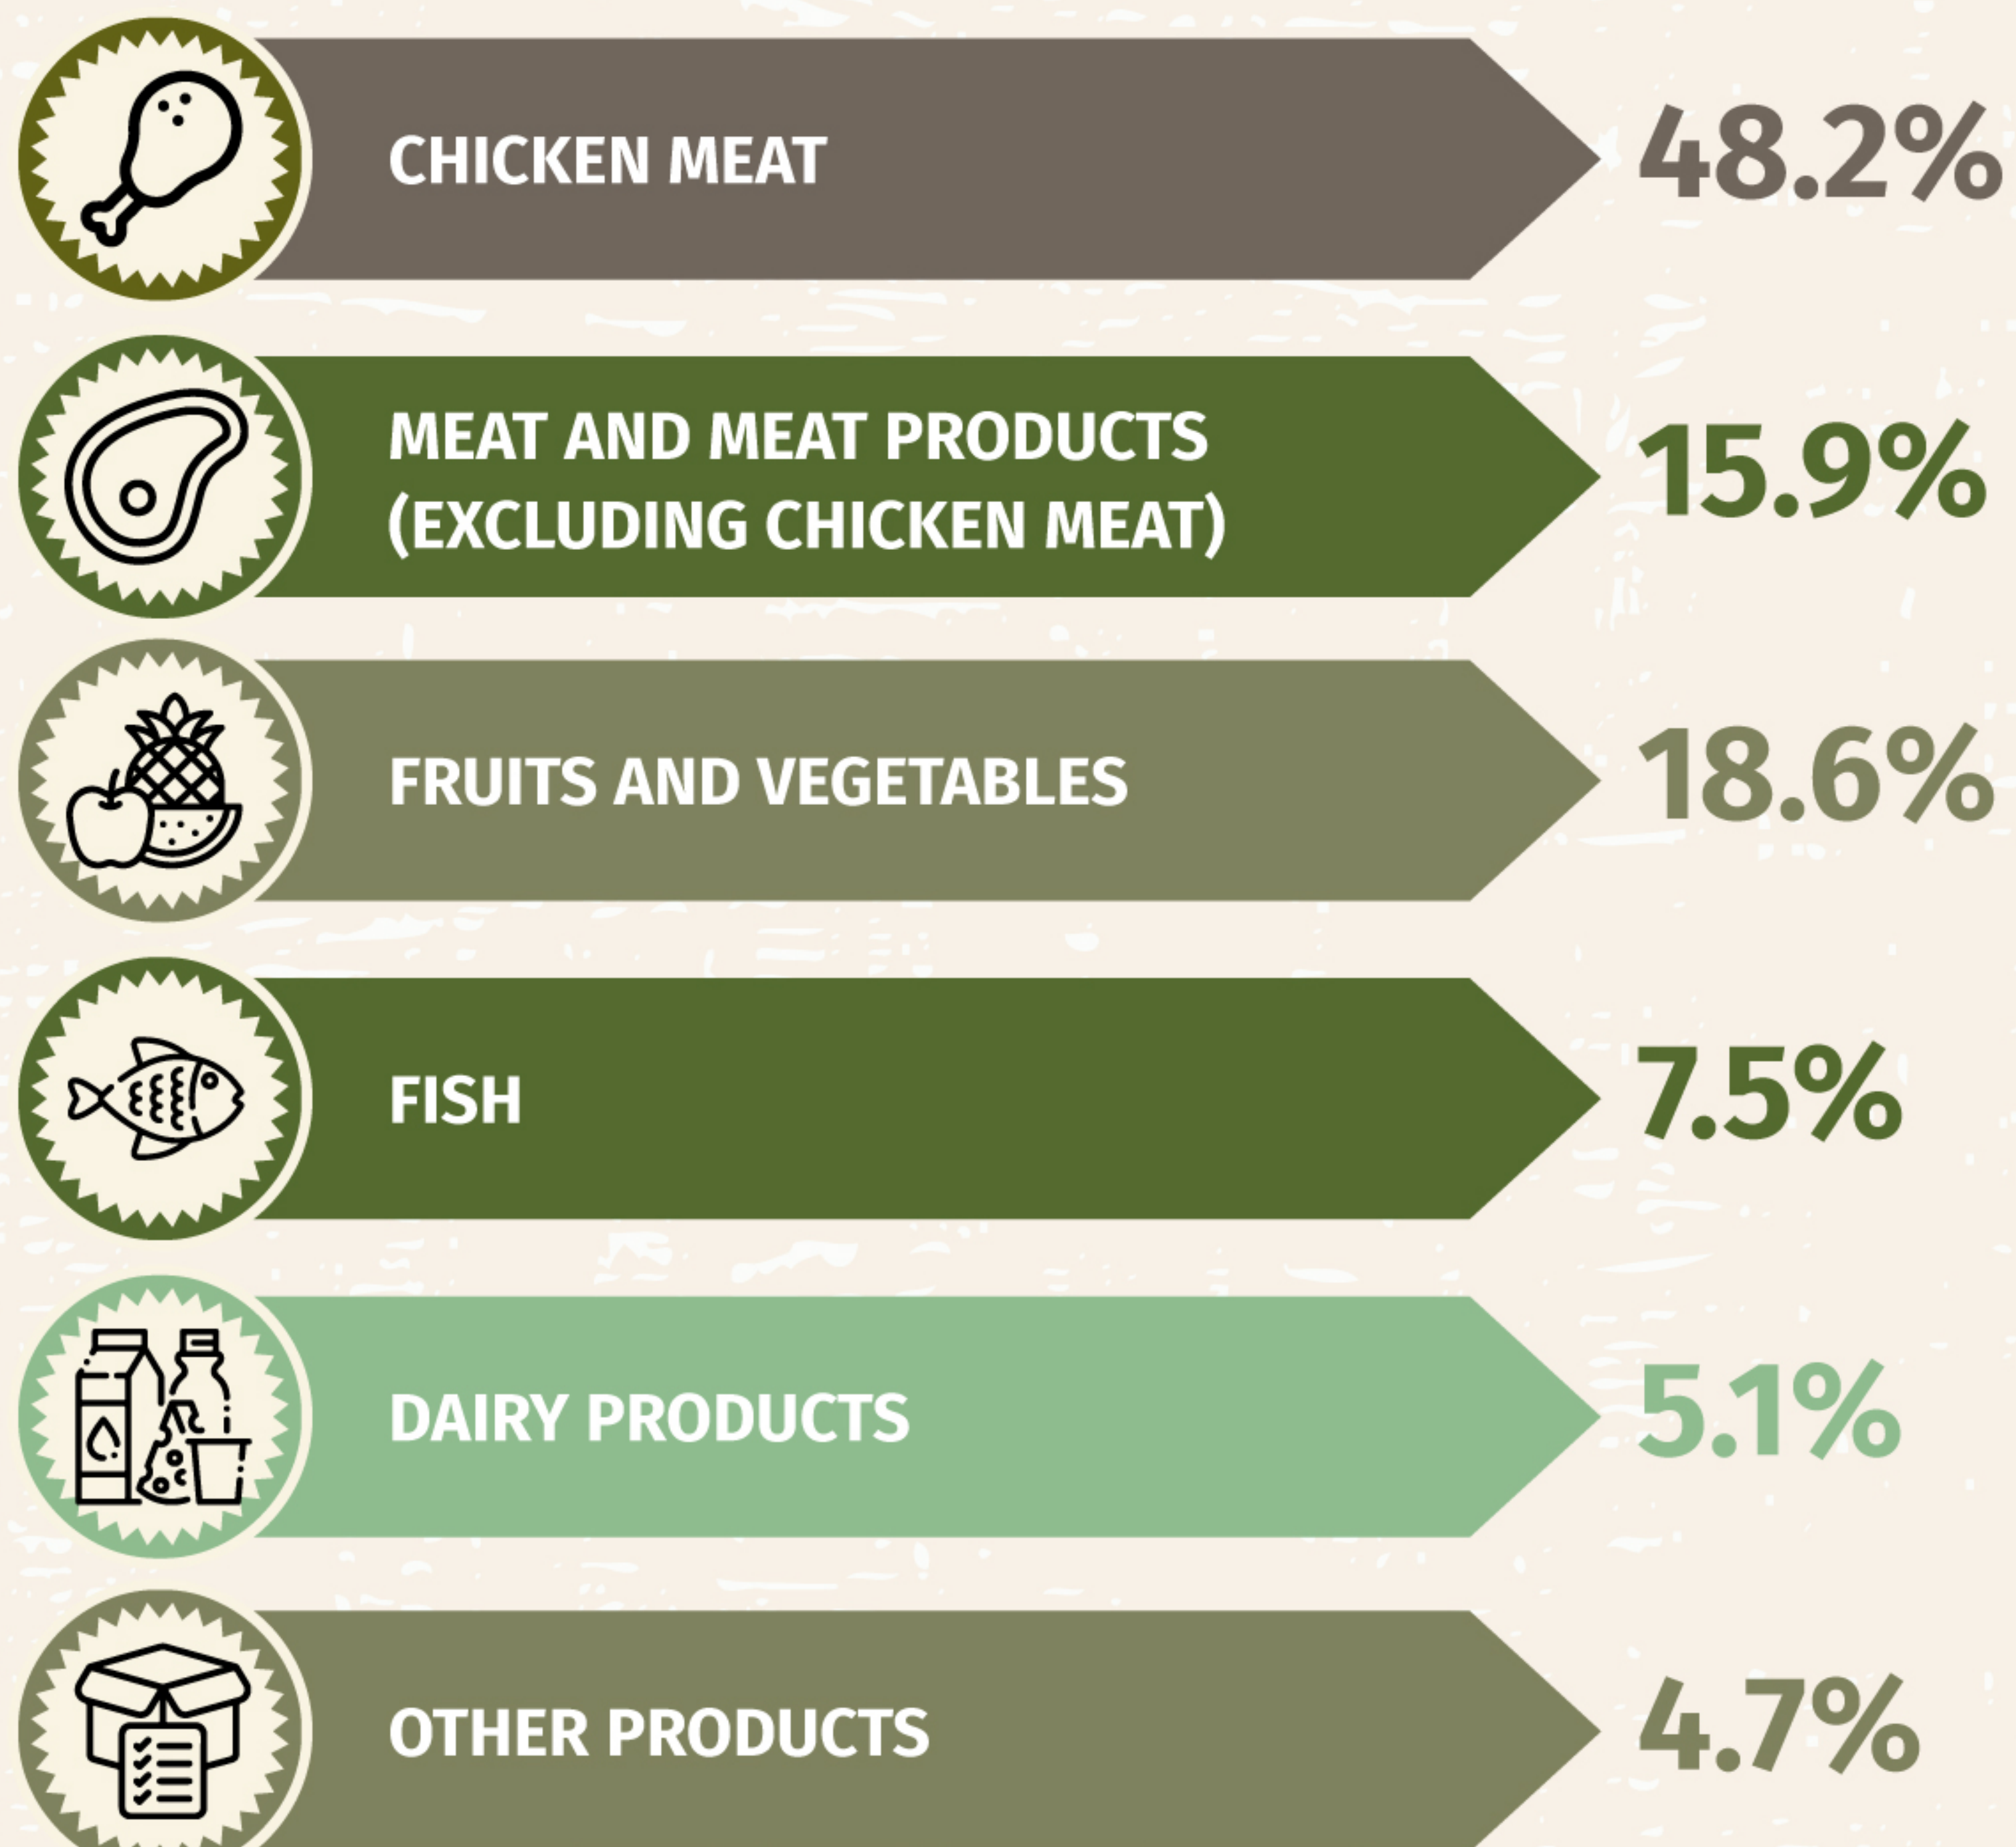 CHICKEN MEAT
48.2%
MEAT AND MEAT PRODUCTS
(EXCLUDING CHICKEN MEAT)
15.9%
FRUITS AND VEGETABLES
18.6%
FISH
7.5%
DAIRY PRODUCTS
5.1%
OTHER PRODUCTS
4.7%